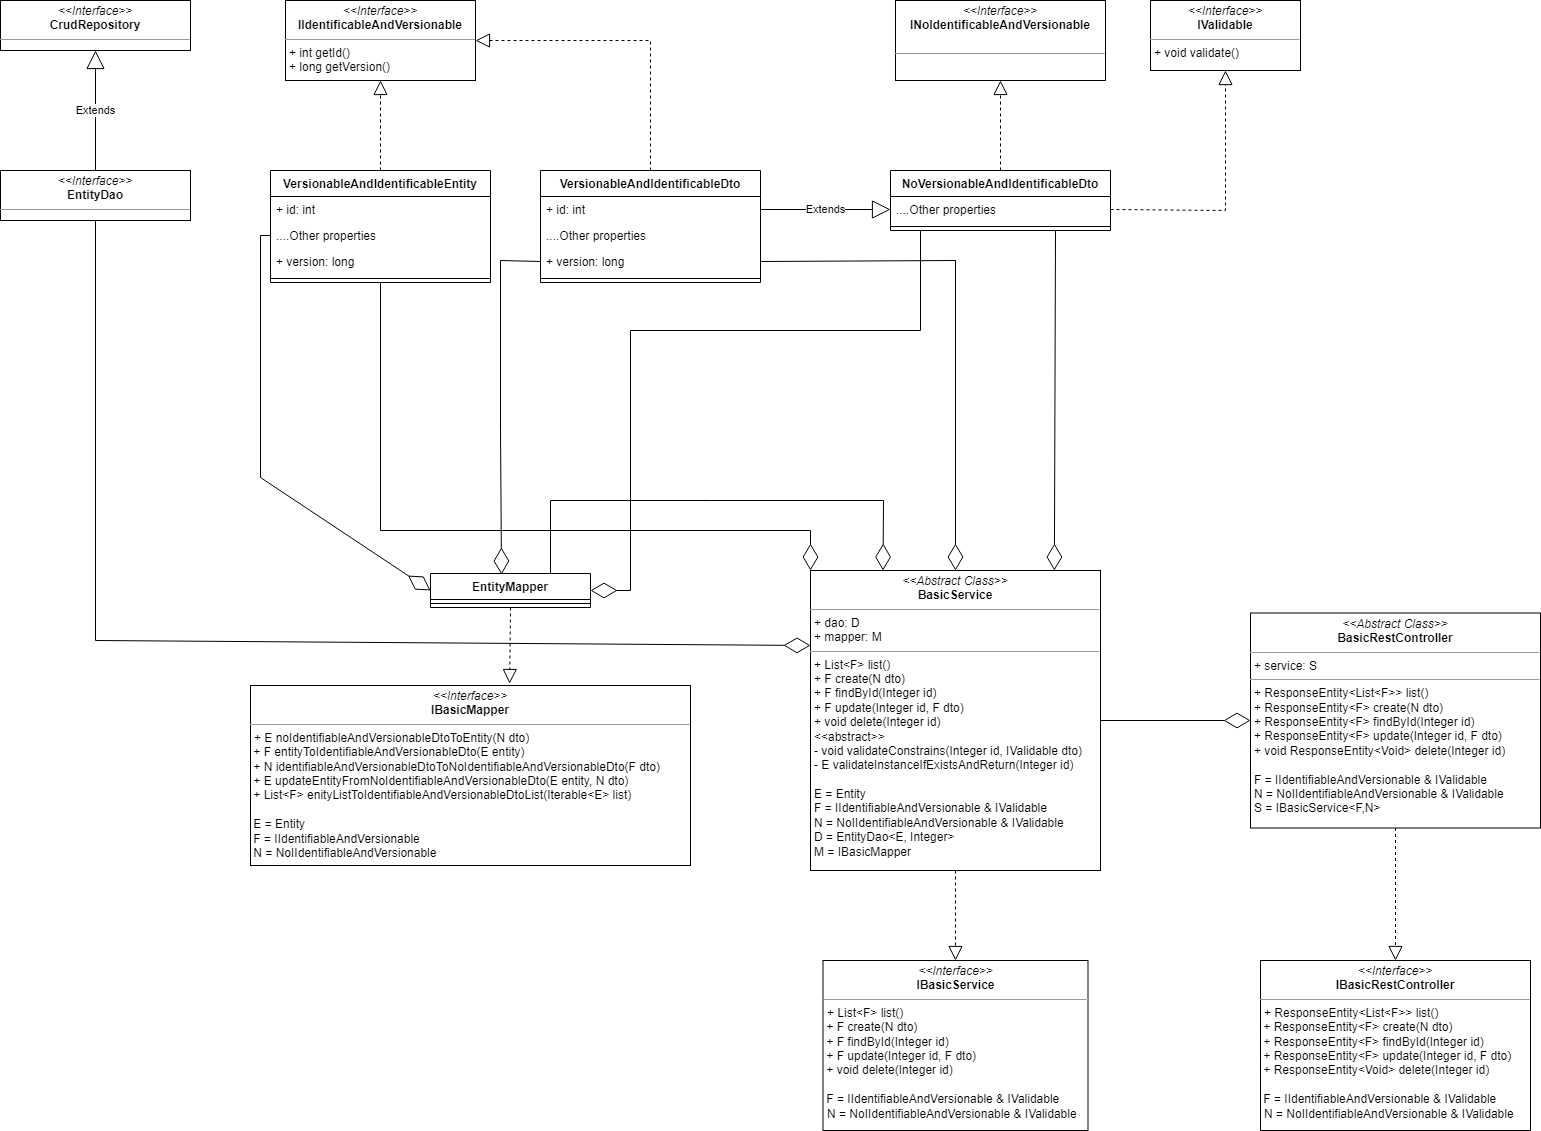 <<Interface>>
CrudRepository
<<Interface>>
IIdentificableAndVersionable
+ int getId()
+ long getVersion()
<<Interface>>
INoIdentificableAndVersionable
<<Interface>>
IValidable
+ void validate()
Extends
<<Interface>>
EntityDao
VersionableAndIdentificableEntity
+ id: int
....Other properties
+ version: long
VersionableAndIdentificableDto
+ id: int
....Other properties
+ version: long
Extends
NoVersionableAndIdentificableDto
....Other properties
EntityMapper
<<Interface>>
IBasicMapper
+ E noIdentifiableAndVersionableDtoToEntity(N dto)
+ F entityToIdentifiableAndVersionableDto(E entity)
+ N identifiableAndVersionableDtoToNoIdentifiableAndVersionableDto(F dto)
+ E updateEntityFromNoIdentifiableAndVersionableDto(E entity, N dto)
+ List<F> enityListToIdentifiableAndVersionableDtoList(Iterable<E> list)
E = Entity
F = IIdentifiableAndVersionable
N = NoIIdentifiableAndVersionable
<<Abstract Class>>
BasicService
+ dao: D
+ mapper: M
+ List<F> list()
+ F create(N dto)
+ F findById(Integer id)
+ F update(Integer id, F dto)
+ void delete(Integer id)
<<abstract>>
- void validateConstrains(Integer id, IValidable dto)
- E validateInstanceIfExistsAndReturn(Integer id)
E = Entity
F = IIdentifiableAndVersionable & IValidable
N = NoIIdentifiableAndVersionable & IValidable
D = EntityDao<E, Integer>
M = IBasicMapper
<<Abstract Class>>
BasicRestController
+ service: S
+ ResponseEntity<List<F>> list()
+ ResponseEntity<F> create(N dto)
+ ResponseEntity<F> findById(Integer id)
+ ResponseEntity<F> update(Integer id, F dto)
+ void ResponseEntity<Void> delete(Integer id)
F = IIdentifiableAndVersionable & IValidable
N = NoIIdentifiableAndVersionable & IValidable
S = IBasicService<F,N>
<<Interface>>
IBasicService
+ List<F> list()
+ F create(N dto)
+ F findById(Integer id)
+ F update(Integer id, F dto)
+ void delete(Integer id)
F = IIdentifiableAndVersionable & IValidable
N = NoIIdentifiableAndVersionable & IValidable
<<Interface>>
IBasicRestController
+ ResponseEntity<List<F>> list()
+ ResponseEntity<F> create(N dto)
+ ResponseEntity<F> findById(Integer id)
+ ResponseEntity<F> update(Integer id, F dto)
+ ResponseEntity<Void> delete(Integer id)
F = IIdentifiableAndVersionable & IValidable
N = NoIIdentifiableAndVersionable & IValidable